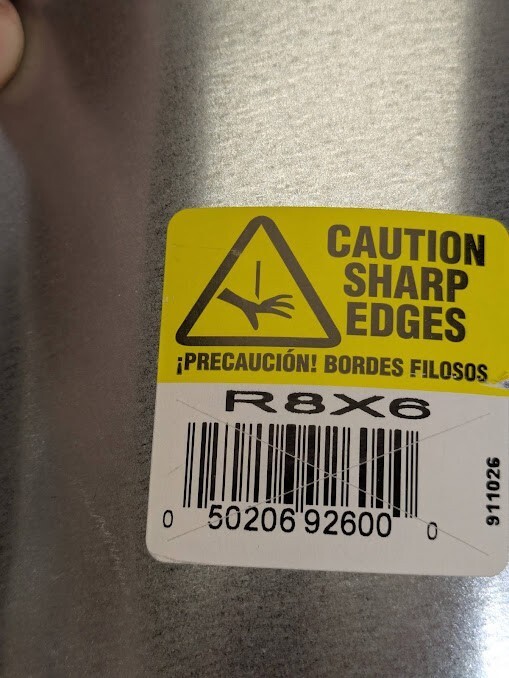 CAUTION
SHARP
EDGES
¡PRECAUCIÓN! BORDES FILOSOS
R8X6
0 50206 92600 0
911026